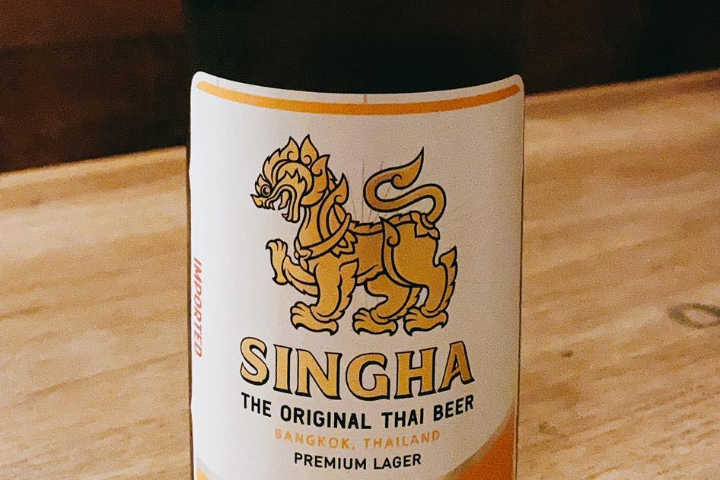 IMPORTED
SINGHA
THE ORIGINAL THAI BEER
BANGKOK, THAILAND
PREMIUM LAGER